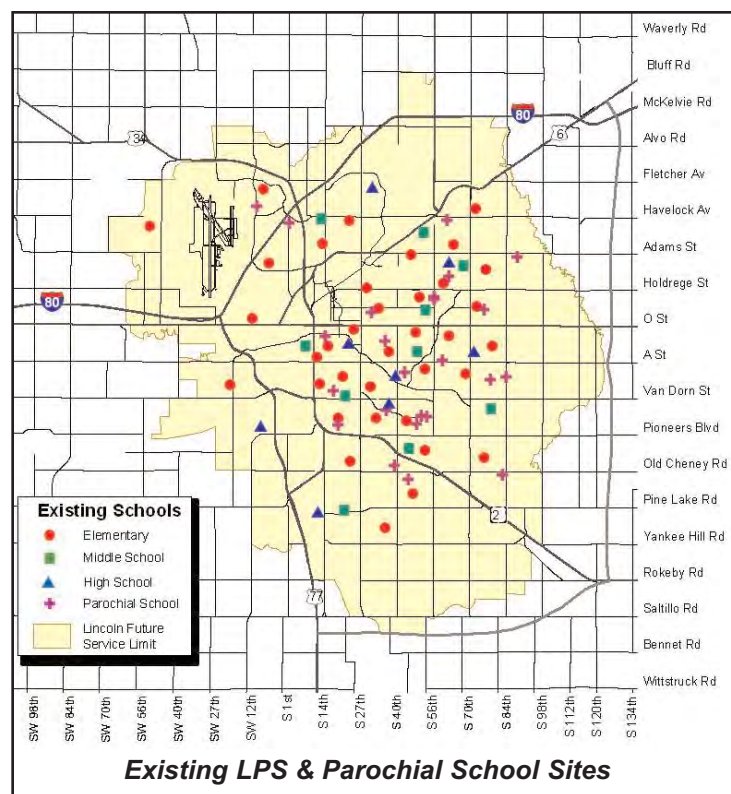 Waverly Rd
Bluff Rd
McKelvie Rd
80
34
6
Alvo Rd
Fletcher Av
Havelock Av
Adams St
Holdrege St
80
O St
A St
Van Dorn St
Pioneers Blvd
Old Cheney Rd
Pine Lake Rd
2
Yankee Hill Rd
Rokeby Rd
77
Saltillo Rd
Bennet Rd
Wittstruck Rd
Existing Schools
Elementary
Middle School
High School
Parochial School
Lincoln Future
Service Limit
SW 98th
SW 84th
SW 70th
SW 56th
SW 40th
SW 27th
SW 12th
S 1st
S 14th
S 27th
S 40th
S 56th
S 70th
S 84th
S 98th
S 112th
S 120th
S 134th
Existing LPS & Parochial School Sites